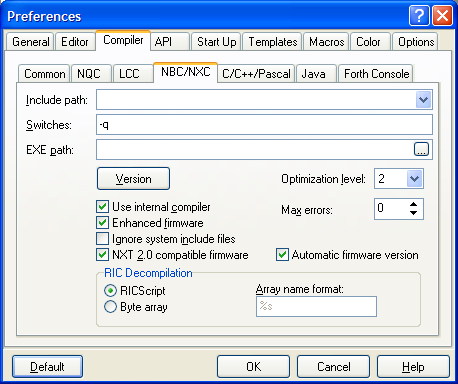 Preferences
General Editor Compiler API Start Up Templates Macros Color Options
Common NQC LCC NBC/NXC C/C++/Pascal Java Forth Console
Include path:
Switches: -q
EXE path: ...
Version Optimization level: 2
Use internal compiler Max errors: 0
Enhanced firmware
Ignore system include files
NXT 2.0 compatible firmware Automatic firmware version
RIC Decompilation
RICScript Array name format:
Byte array %s
Default OK Cancel Help